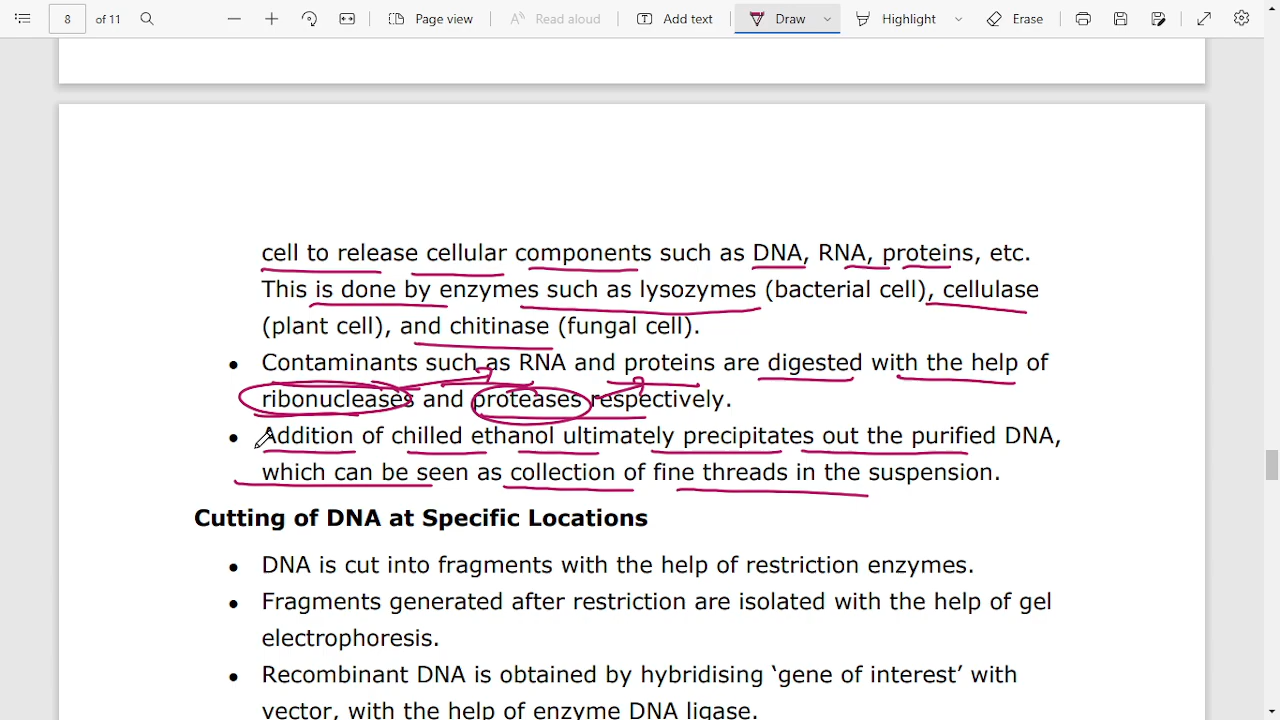 8 of 11 Page view Read aloud Add text Draw Highlight Erase
cell to release cellular components such as DNA, RNA, proteins, etc.
This is done by enzymes such as lysozymes (bacterial cell), cellulase
(plant cell), and chitinase (fungal cell).
• Contaminants such as RNA and proteins are digested with the help of
ribonucleases and proteases respectively.
• Addition of chilled ethanol ultimately precipitates out the purified DNA,
which can be seen as collection of fine threads in the suspension.
Cutting of DNA at Specific Locations
• DNA is cut into fragments with the help of restriction enzymes.
• Fragments generated after restriction are isolated with the help of gel
electrophoresis.
• Recombinant DNA is obtained by hybridising ‘gene of interest’ with
vector, with the help of enzyme DNA ligase.